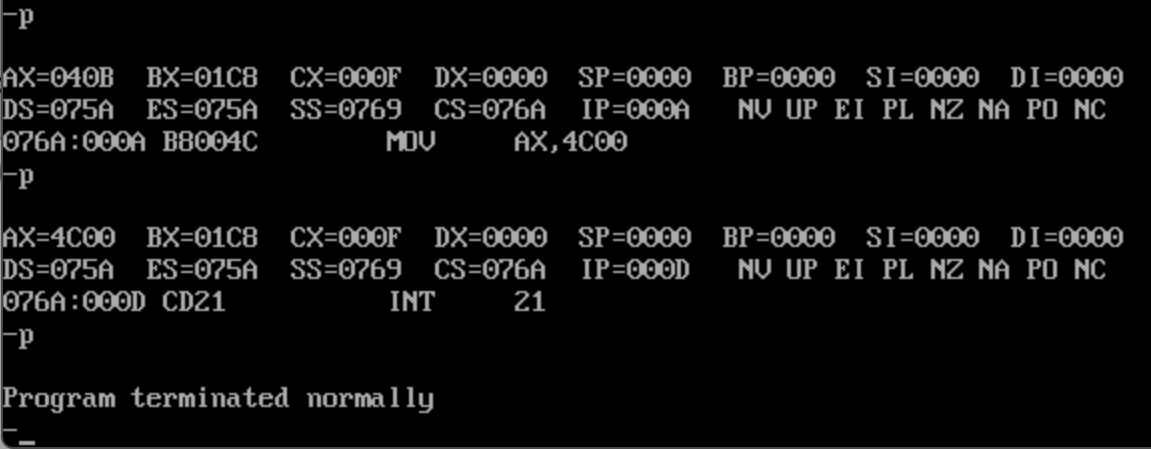 -p
AX=040B BX=01C8 CX=000F DX=0000 SP=0000 BP=0000 SI=0000 DI=0000
DS=075A ES=075A SS=0769 CS=076A IP=000A NV UP EI PL NZ NA PO NC
076A:000A B8004C MOV AX,4C00
-p
AX=4C00 BX=01C8 CX=000F DX=0000 SP=0000 BP=0000 SI=0000 DI=0000
DS=075A ES=075A SS=0769 CS=076A IP=000D NV UP EI PL NZ NA PO NC
076A:000D CD21 INT 21
-p
Program terminated normally
-_